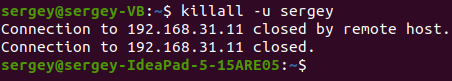 sergey@sergey-VB:~$ killall -u sergey
Connection to 192.168.31.11 closed by remote host.
Connection to 192.168.31.11 closed.
sergey@sergey-IdeaPad-5-15ARE05:~$